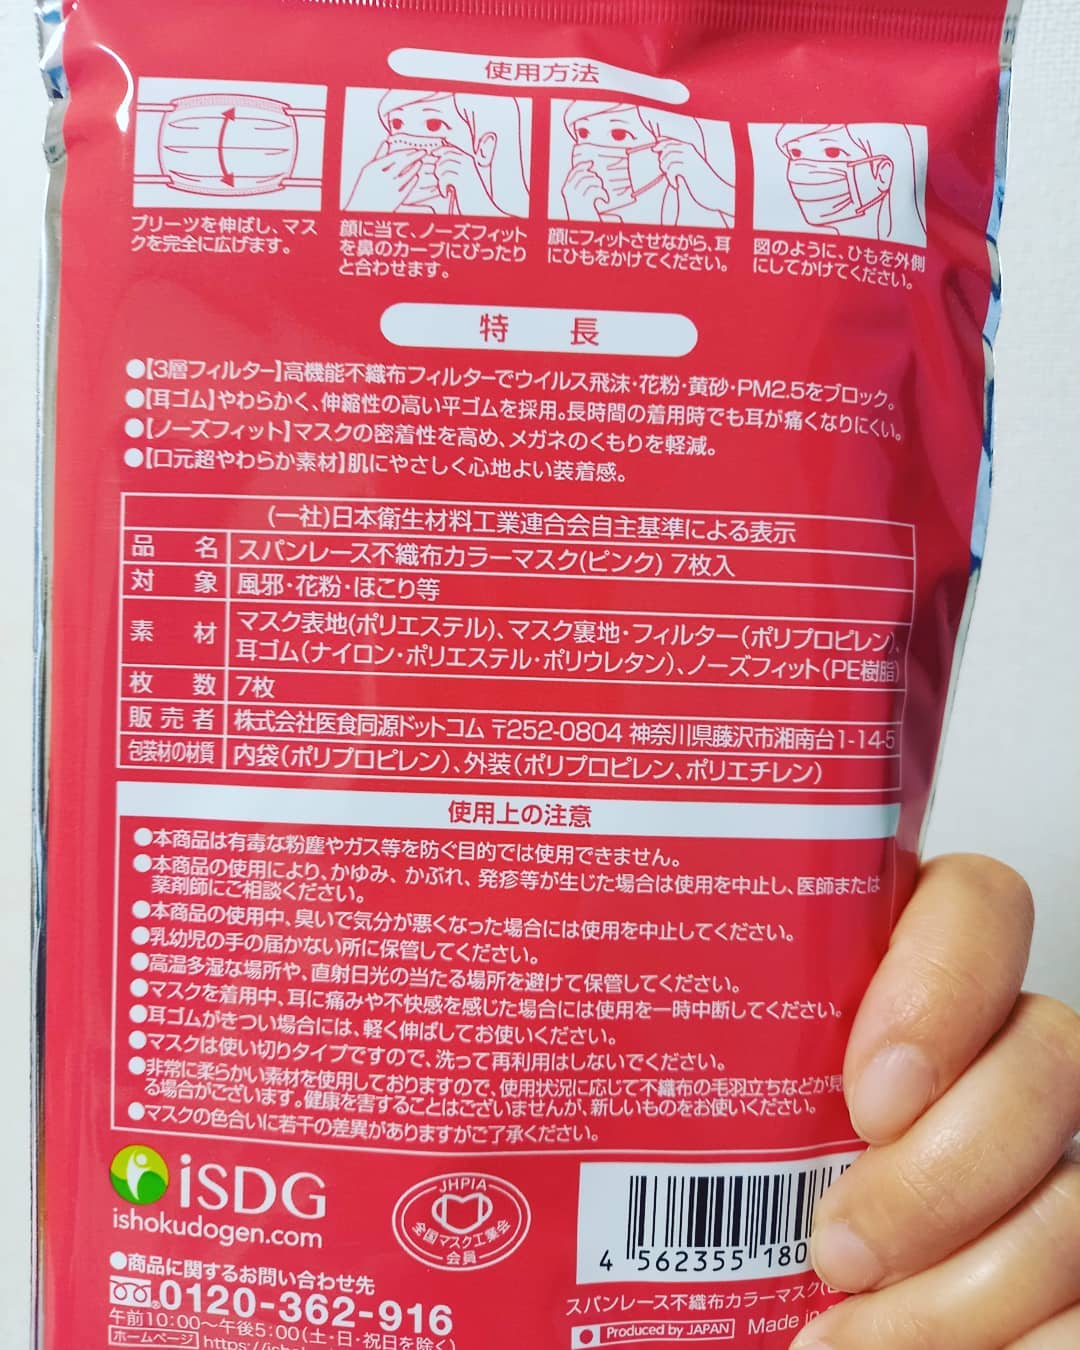 使用方法
プリーツを伸ばし、マス
クを完全に広げます。
顔に当て、ノーズフィット
を鼻のカーブにぴったり
と合わせます。
顔にフィットさせながら、耳
にひもをかけてください。
図のように、ひもを外側
にしてかけてください。
特 長
●【3層フィルター】高機能不織布フィルターでウイルス飛沫・花粉・黄砂・PM2.5をブロック。
●【耳ゴム】やわらかく、伸縮性の高い平ゴムを採用。長時間の着用時でも耳が痛くなりにくい。
●【ノーズフィット】マスクの密着性を高め、メガネのくもりを軽減。
●【口元超やわらか素材】肌にやさしく心地よい装着感。
(一社)日本衛生材料工業連合会自主基準による表示
品 名 スパンレース不織布カラーマスク(ピンク) 7枚入
対 象 風邪・花粉・ほこり等
素 材 マスク表地(ポリエステル)、マスク裏地・フィルター(ポリプロピレン)、
耳ゴム(ナイロン・ポリエステル・ポリウレタン)、ノーズフィット(PE樹脂)
枚 数 7枚
販売者 株式会社医食同源ドットコム 〒252-0804 神奈川県藤沢市湘南台1-14-5
包装材の材質 内袋(ポリプロピレン)、外装(ポリプロピレン、ポリエチレン)
使用上の注意
●本商品は有毒な粉塵やガス等を防ぐ目的では使用できません。
●本商品の使用により、かゆみ、かぶれ、発疹等が生じた場合は使用を中止し、医師または
薬剤師にご相談ください。
●本商品の使用中、臭いで気分が悪くなった場合には使用を中止してください。
●乳幼児の手の届かない所に保管してください。
●高温多湿な場所や、直射日光の当たる場所を避けて保管してください。
●マスクを着用中、耳に痛みや不快感を感じた場合には使用を一時中断してください。
●耳ゴムがきつい場合には、軽く伸ばしてお使いください。
●マスクは使い切りタイプですので、洗って再利用はしないでください。
●非常に柔らかい素材を使用しておりますので、使用状況に応じて不織布の毛羽立ちなどが見
る場合がございます。健康を害することはございませんが、新しいものをお使いください。
●マスクの色合いに若干の差異がありますがご了承ください。
iSDG
ishokudogen.com
JHPIA
全国マスク工業会
会員
4 562355 180
●商品に関するお問い合わせ先
0120-362-916
午前10:00〜午後5:00(土・日・祝日を除く)
ホームページ https://
スパンレース不織布カラーマスク(
Produced by JAPAN Made